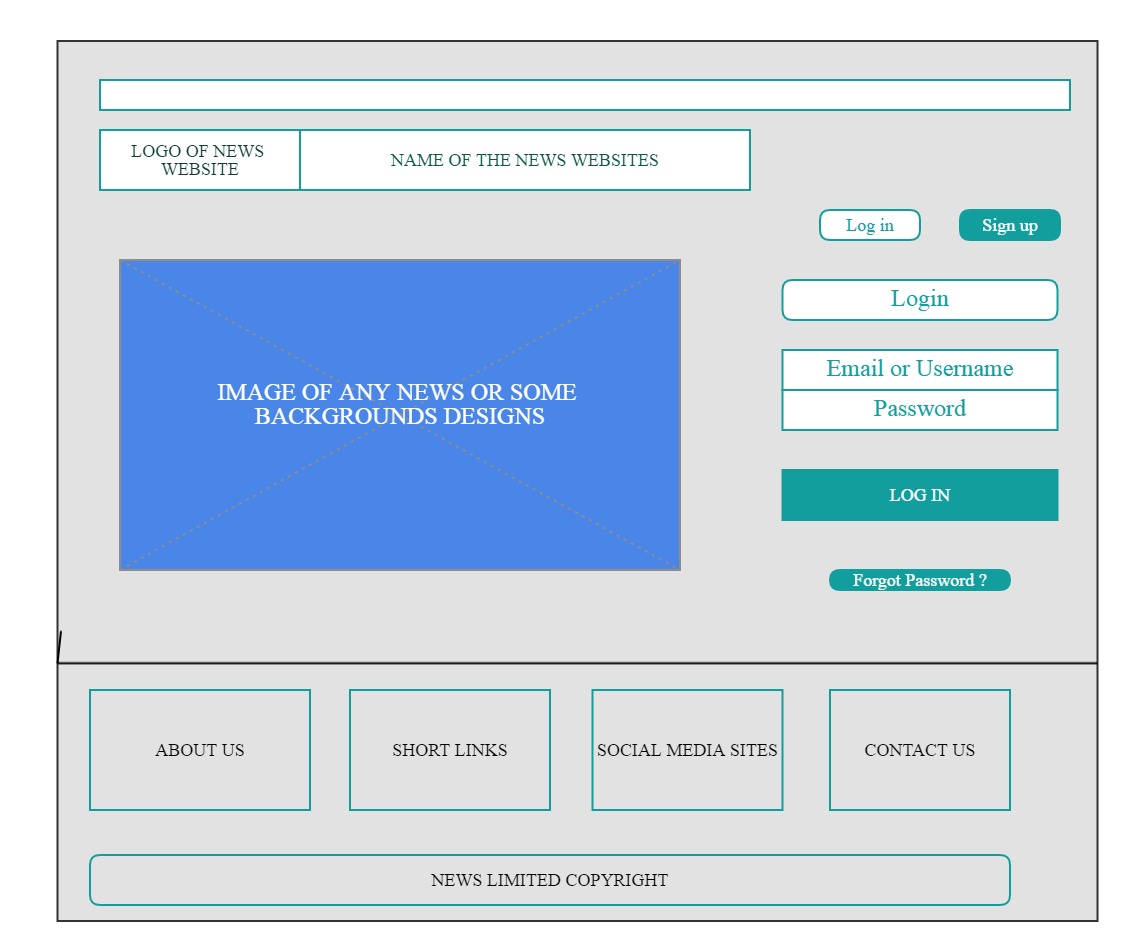 LOGO OF NEWS
WEBSITE
NAME OF THE NEWS WEBSITES
Log in
Sign up
Login
Email or Username
Password
IMAGE OF ANY NEWS OR SOME
BACKGROUNDS DESIGNS
LOG IN
Forgot Password ?
ABOUT US
SHORT LINKS
SOCIAL MEDIA SITES
CONTACT US
NEWS LIMITED COPYRIGHT